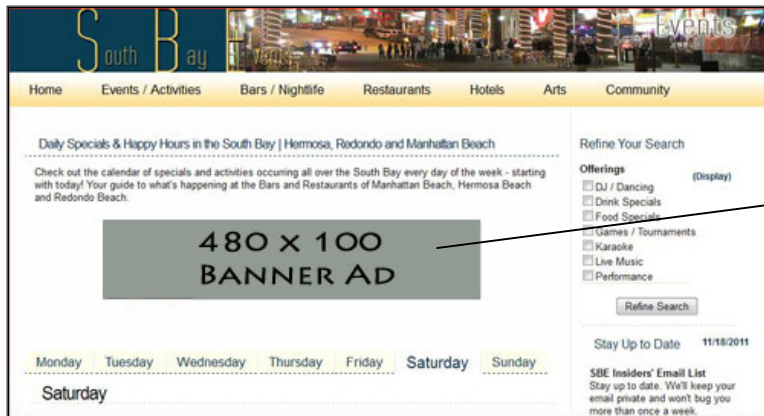 South Bay Events
Events
Home Events / Activities Bars / Nightlife Restaurants Hotels Arts Community
Daily Specials & Happy Hours in the South Bay | Hermosa, Redondo and Manhattan Beach
Check out the calendar of specials and activities occurring all over the South Bay every day of the week - starting
with today! Your guide to what's happening at the Bars and Restaurants of Manhattan Beach, Hermosa Beach
and Redondo Beach.
480 x 100
BANNER AD
Monday Tuesday Wednesday Thursday Friday Saturday Sunday
Saturday
Refine Your Search
Offerings (Display)
DJ / Dancing
Drink Specials
Food Specials
Games / Tournaments
Karaoke
Live Music
Performance
Refine Search
Stay Up to Date 11/18/2011
SBE Insiders' Email List
Stay up to date. We'll keep your
email private and won't bug you
more than once a week.